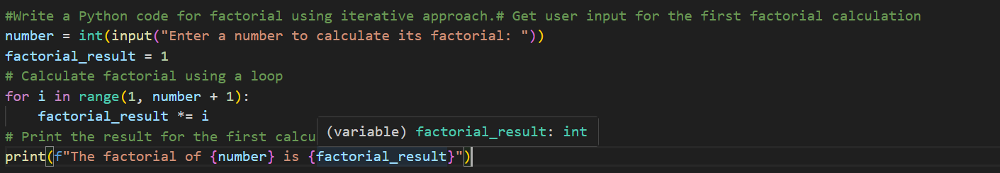 #Write a Python code for factorial using iterative approach.# Get user input for the first factorial calculation
number = int(input("Enter a number to calculate its factorial: "))
factorial_result = 1
# Calculate factorial using a loop
for i in range(1, number + 1):
    factorial_result *= i
# Print the result for the first calcu
(variable) factorial_result: int
print(f"The factorial of {number} is {factorial_result}")